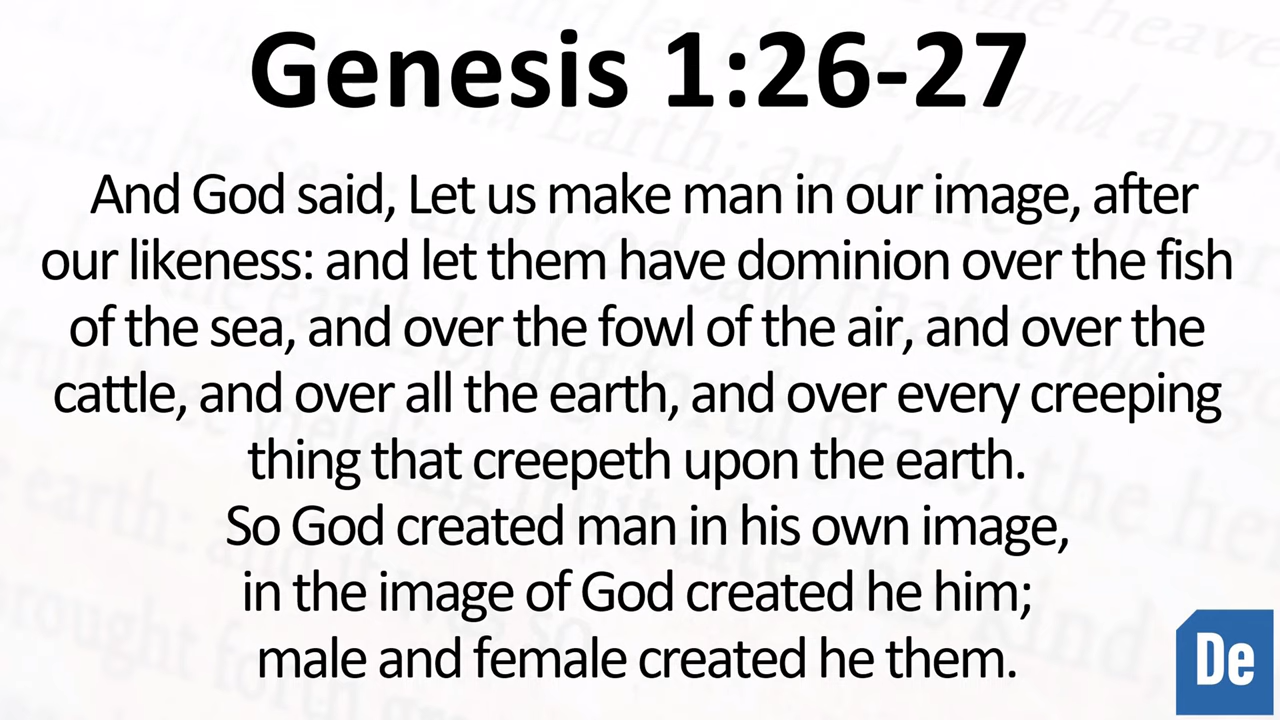 Genesis 1:26-27
And God said, Let us make man in our image, after
our likeness: and let them have dominion over the fish
of the sea, and over the fowl of the air, and over the
cattle, and over all the earth, and over every creeping
thing that creepeth upon the earth.
So God created man in his own image,
in the image of God created he him;
male and female created he them.
De